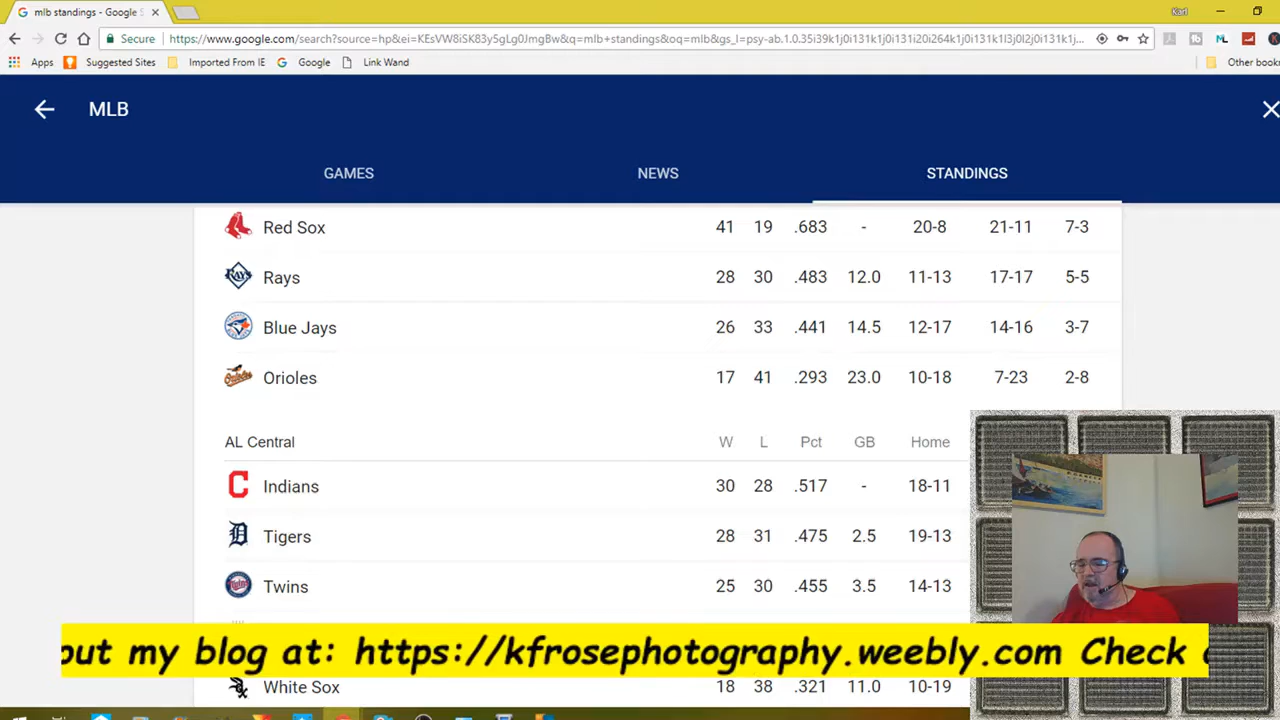 mlb standings - Google S
Karl
Secure https://www.google.com/search?source=hp&ei=KEsVW8iSK83y5gLg0JmgBw&q=mlb+standings&oq=mlb&gs_l=psy-ab.1.0.35i39k1j0i131k1j0i131i20i264k1j0i131k1l3j0l2j0i131k1j...
Apps Suggested Sites Imported From IE Google Link Wand Other book
MLB
GAMES NEWS STANDINGS
Red Sox 41 19 .683 - 20-8 21-11 7-3
Rays 28 30 .483 12.0 11-13 17-17 5-5
Blue Jays 26 33 .441 14.5 12-17 14-16 3-7
Orioles 17 41 .293 23.0 10-18 7-23 2-8
AL Central W L Pct GB Home
Indians 30 28 .517 - 18-11
Tigers 28 31 .475 2.5 19-13
Twins 25 30 .455 3.5 14-13
out my blog at: Check
White Sox 18 38 .321 11.0 10-19